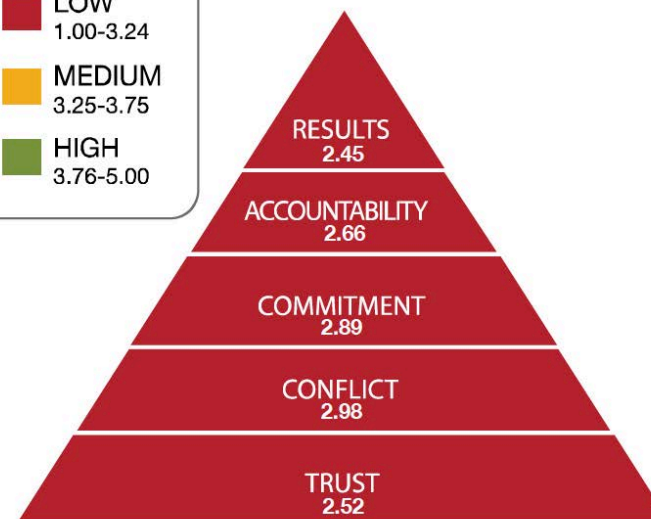 LOW
1.00-3.24
MEDIUM
3.25-3.75
HIGH
3.76-5.00
RESULTS
2.45
ACCOUNTABILITY
2.66
COMMITMENT
2.89
CONFLICT
2.98
TRUST
2.52